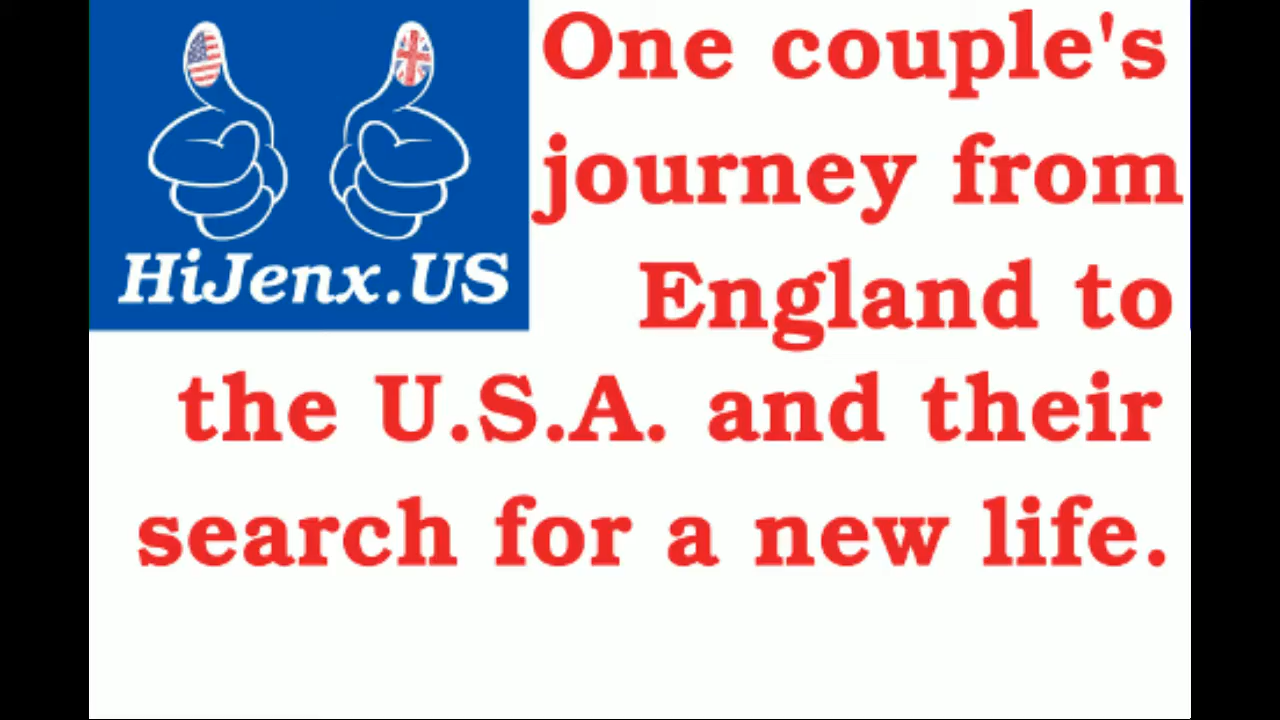 HiJenx.US
One couple's
journey from
England to
the U.S.A. and their
search for a new life.